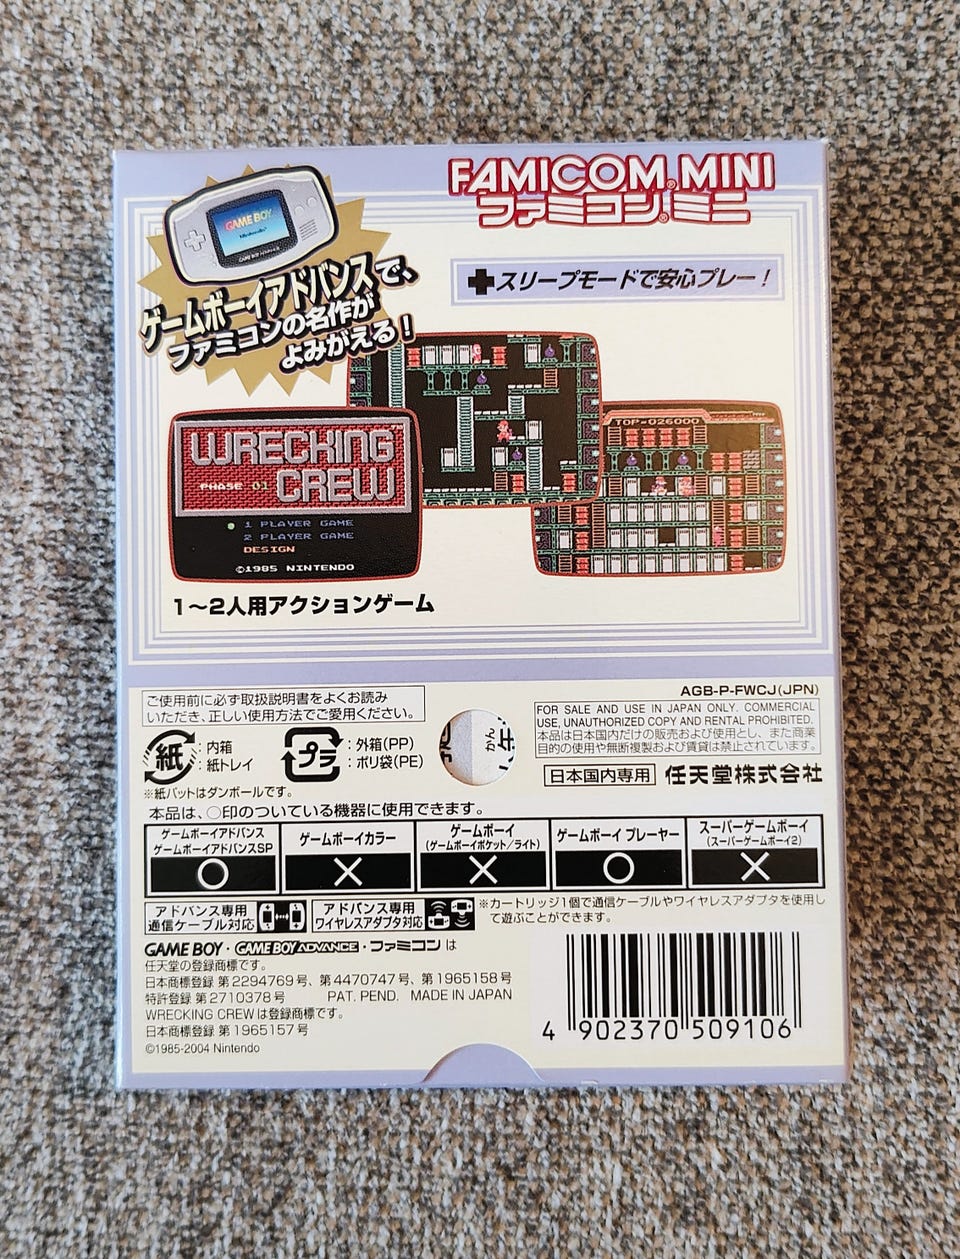 FAMICOM MINI
ファミコン®ミニ
GAME BOY
Nintendo
ゲームボーイアドバンスで、
ファミコンの名作が
よみがえる!
✚スリープモードで安心プレー!
TOP-026000
WRECKING
PHASE 01 CREW
1 PLAYER GAME
2 PLAYER GAME
DESIGN
©1985 NINTENDO
1〜2人用アクションゲーム
ご使用前に必ず取扱説明書をよくお読み
いただき、正しい使用方法でご愛用ください。
紙:内箱
:紙トレイ
プラ:外箱(PP)
:ポリ袋(PE)
※紙パットはダンボールです。
かん
AGB-P-FWCJ(JPN)
FOR SALE AND USE IN JAPAN ONLY. COMMERCIAL
USE, UNAUTHORIZED COPY AND RENTAL PROHIBITED.
本品は日本国内だけの販売および使用とし、また商業
目的の使用や無断複製および賃貸は禁止されています。
日本国内専用 任天堂株式会社
本品は、○印のついている機器に使用できます。
ゲームボーイアドバンス
ゲームボーイアドバンスSP
○
ゲームボーイカラー
×
ゲームボーイ
(ゲームボーイポケット/ライト)
×
ゲームボーイ プレーヤー
○
スーパーゲームボーイ
(スーパーゲームボーイ2)
×
アドバンス専用
通信ケーブル対応
アドバンス専用
ワイヤレスアダプタ対応
※カートリッジ1個で通信ケーブルやワイヤレスアダプタを使用し
て遊ぶことができます。
GAME BOY・GAME BOY ADVANCE・ファミコン は
任天堂の登録商標です。
日本商標登録 第2294769号、第4470747号、第1965158号
特許登録 第2710378号 PAT. PEND. MADE IN JAPAN
WRECKING CREWは登録商標です。
日本商標登録 第1965157号
©1985-2004 Nintendo
4 902370 509106